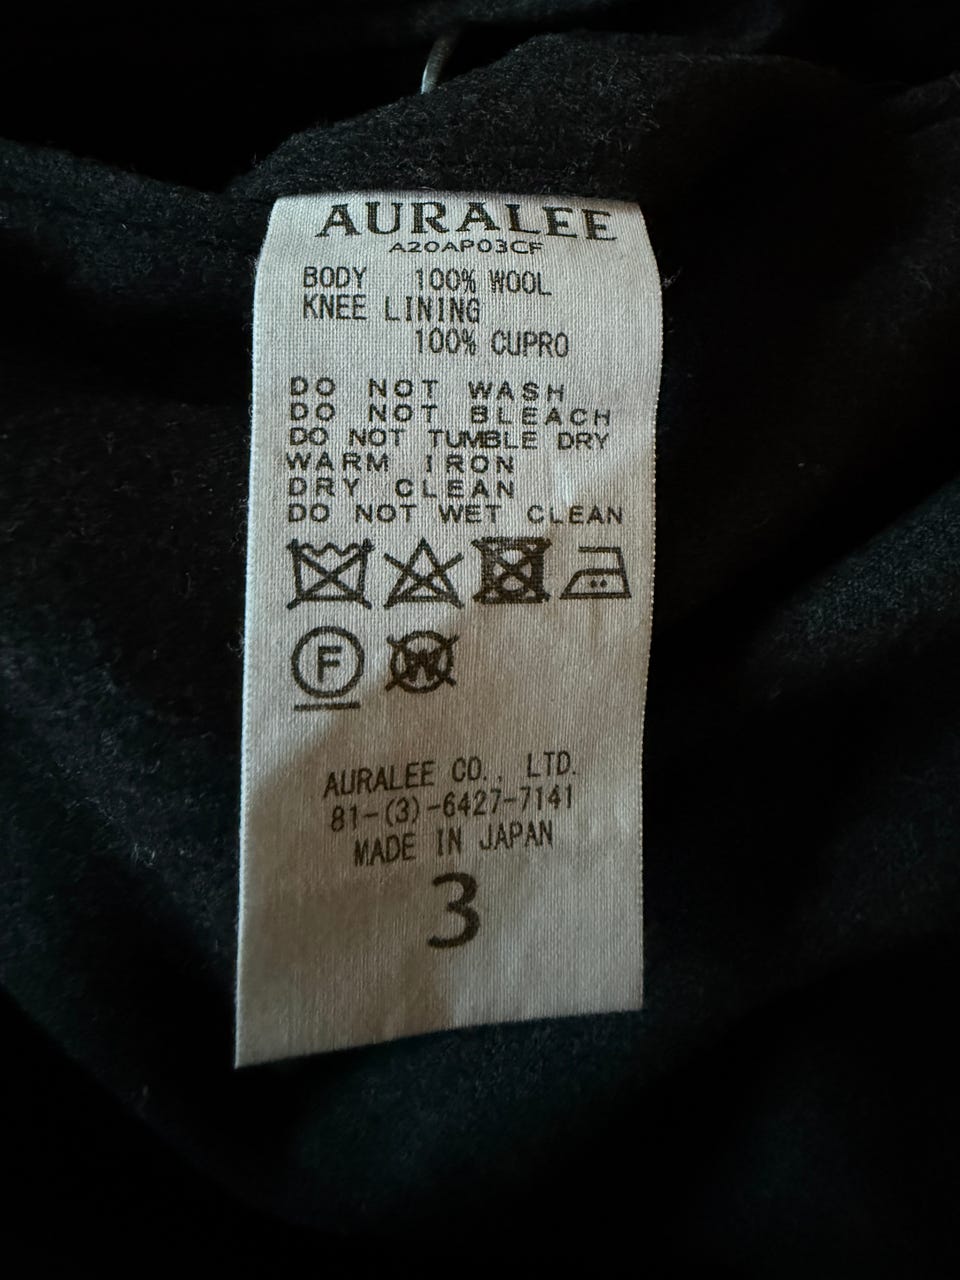 AURALEE
A20AP03CF
BODY 100% WOOL
KNEE LINING
100% CUPRO
DO NOT WASH
DO NOT BLEACH
DO NOT TUMBLE DRY
WARM IRON
DRY CLEAN
DO NOT WET CLEAN
F W
AURALEE CO., LTD.
81-(3)-6427-7141
MADE IN JAPAN
3